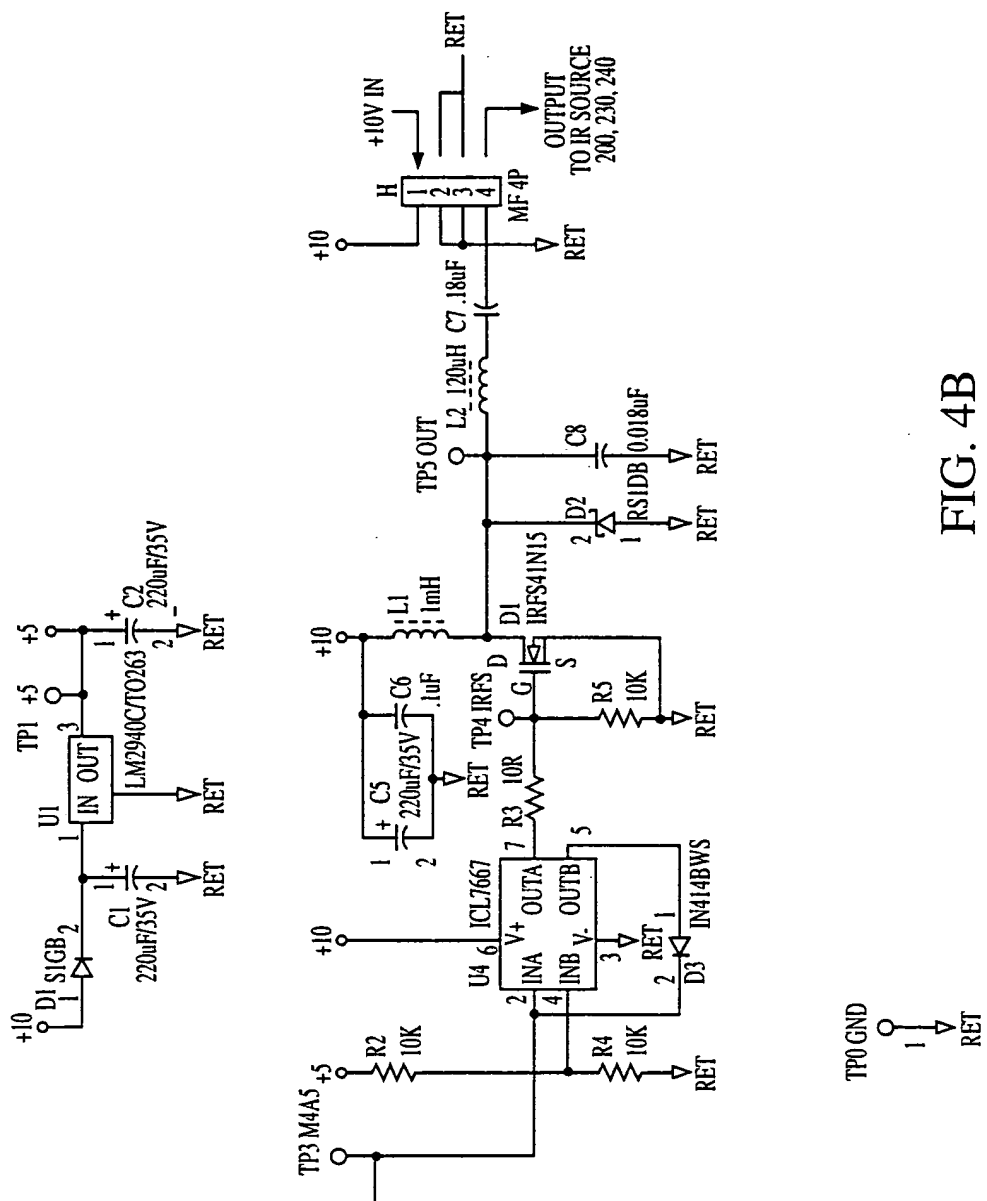 +10
D1
S1GB
1
2
1 +
2
C1
220uF/35V
RET
U1
1
IN OUT
3
LM2940C/TO263
RET
TP1
+5
+5
1 +
2
C2
220uF/35V
-
RET
TP3 M4A5
+5
R2
10K
R4
10K
RET
+10
U4
ICL7667
6
V+
2
INA
OUTA
7
4
INB
OUTB
5
V-
3
RET
2
1
D3
IN414BWS
R3
10R
TP4 IRFS
R5
10K
RET
1
+
2
C5
220uF/35V
C6
.1uF
RET
+10
L1
1mH
D
G
S
D1
IRFS41N15
2
D2
1
RS1DB
RET
TP5 OUT
C8
0.018uF
RET
L2
120uH
C7
.18uF
+10
H
1
2
3
4
MF 4P
RET
+10V IN
RET
OUTPUT
TO IR SOURCE
200, 230, 240
TP0 GND
1
RET
FIG. 4B